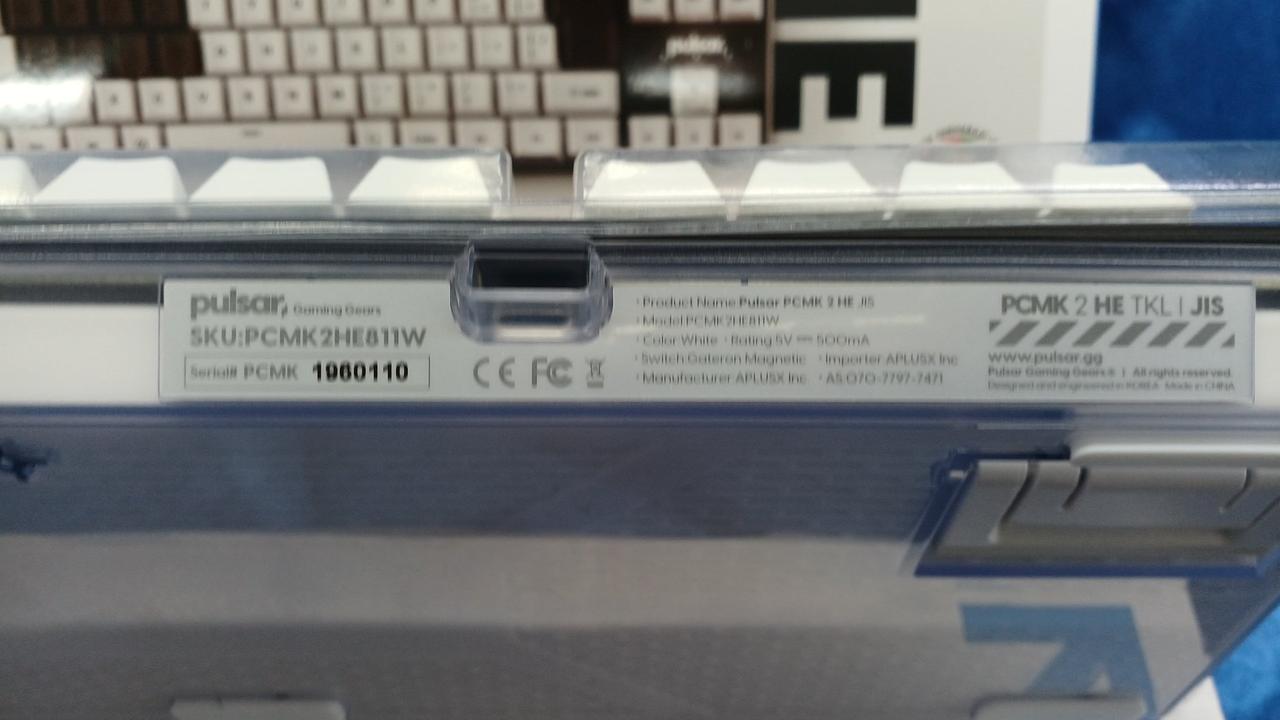 pulsar
pulsar, Gaming Gears
SKU:PCMK2HE811W
Serial# PCMK 1960110
CE FC
· Product Name Pulsar PCMK 2 HE JIS
· Model PCMK2HE811W
· Color White · Rating 5V ⎓ 500mA
· Switch Gateron Magnetic · Importer APLUSX Inc
· Manufacturer APLUSX Inc. · AS 070-7797-7471
PCMK 2 HE TKL | JIS
www.pulsar.gg
Pulsar Gaming Gears® | All rights reserved.
Designed and engineered in KOREA · Made in CHINA